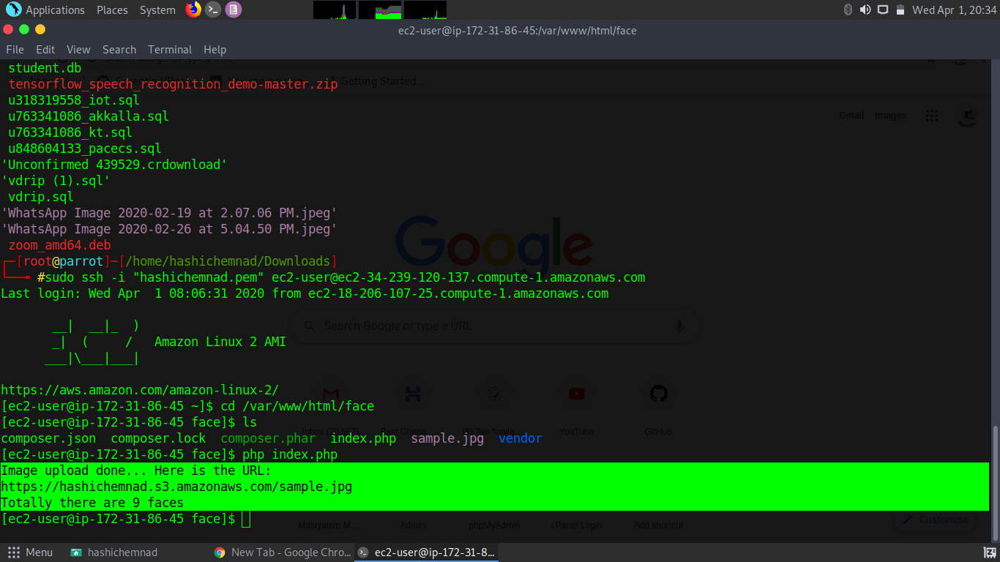 Applications Places System Wed Apr 1, 20:34
ec2-user@ip-172-31-86-45:/var/www/html/face
File Edit View Search Terminal Help
student.db
Getting Started...
tensorflow_speech_recognition_demo-master.zip
u318319558_iot.sql
u763341086_akkalla.sql
Gmail Images
u763341086_kt.sql
u848604133_pacecs.sql
'Unconfirmed 439529.crdownload'
'vdrip (1).sql'
vdrip.sql
'WhatsApp Image 2020-02-19 at 2.07.06 PM.jpeg'
'WhatsApp Image 2020-02-26 at 5.04.50 PM.jpeg'
Google
zoom_amd64.deb
[root@parrot]─[/home/hashichemnad/Downloads]
#sudo ssh -i "hashichemnad.pem" ec2-user@ec2-34-239-120-137.compute-1.amazonaws.com
Last login: Wed Apr  1 08:06:31 2020 from ec2-18-206-107-25.compute-1.amazonaws.com
Search Google or type a URL
__|  __|_  )
_|  (     /   Amazon Linux 2 AMI
___|\___|___|
https://aws.amazon.com/amazon-linux-2/
[ec2-user@ip-172-31-86-45 ~]$ cd /var/www/html/face
[ec2-user@ip-172-31-86-45 face]$ ls
YouTube GitHub
composer.json  composer.lock  composer.phar  index.php  sample.jpg  vendor
[ec2-user@ip-172-31-86-45 face]$ php index.php
Image upload done... Here is the URL:
https://hashichemnad.s3.amazonaws.com/sample.jpg
Totally there are 9 faces
[ec2-user@ip-172-31-86-45 face]$
Malayalam M... Admin phpMyAdmin cPanel Login Add shortcut
Customise
Menu hashichemnad New Tab - Google Chro... ec2-user@ip-172-31-8...